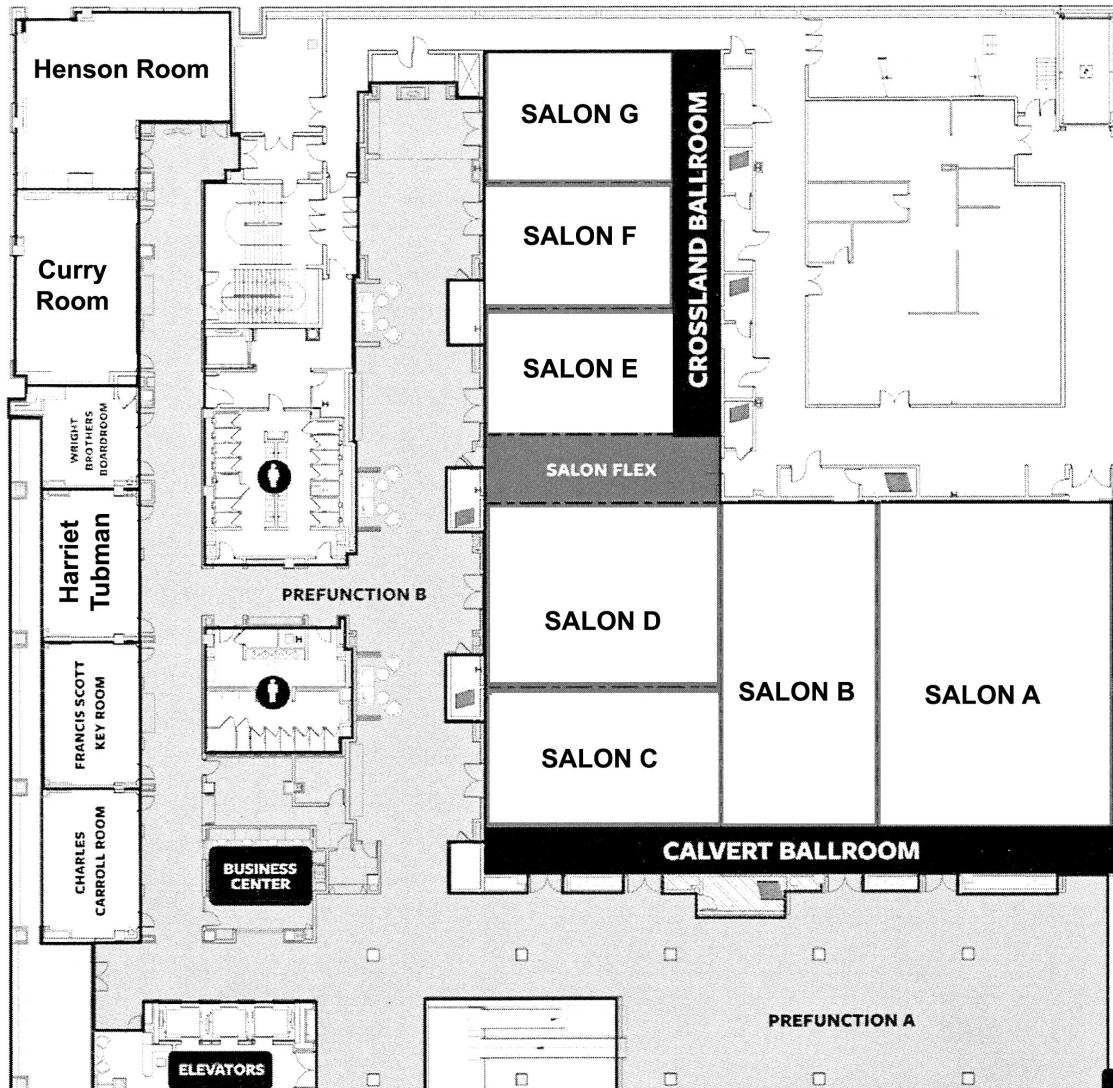 Henson Room
SALON G
CROSSLAND BALLROOM
SALON F
Curry
Room
SALON E
WRIGHT
BROTHERS
BOARDROOM
SALON FLEX
Harriet
Tubman
PREFUNCTION B
SALON D
FRANCIS SCOTT
KEY ROOM
SALON B
SALON A
SALON C
CHARLES
CARROLL ROOM
BUSINESS
CENTER
CALVERT BALLROOM
PREFUNCTION A
ELEVATORS